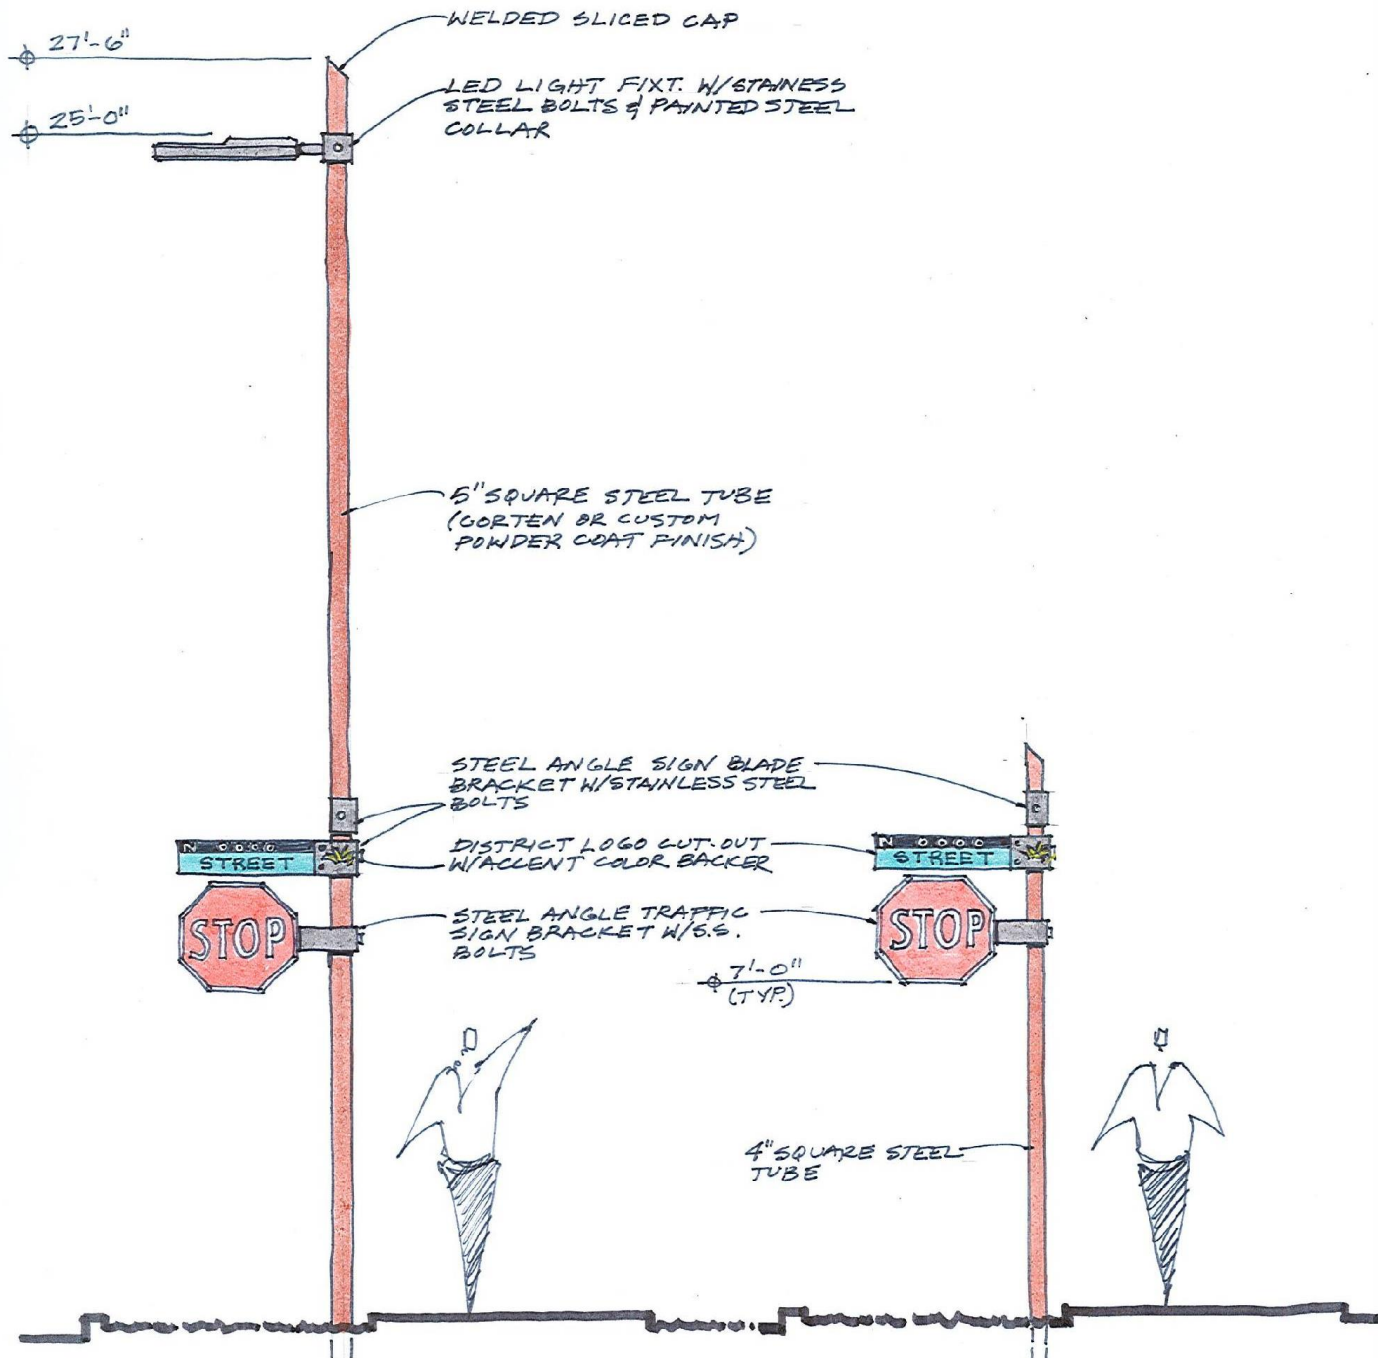 WELDED SLICED CAP
27'-6"
LED LIGHT FIXT. W/STAINESS
STEEL BOLTS & PAINTED STEEL
COLLAR
25'-0"
5" SQUARE STEEL TUBE
(CORTEN OR CUSTOM
POWDER COAT FINISH)
STEEL ANGLE SIGN BLADE
BRACKET W/STAINLESS STEEL
BOLTS
DISTRICT LOGO CUT-OUT
W/ACCENT COLOR BACKER
N 0000
STREET
N 0000
STREET
STEEL ANGLE TRAFFIC
SIGN BRACKET W/S.S.
BOLTS
STOP
STOP
7'-0"
(TYP.)
4" SQUARE STEEL
TUBE